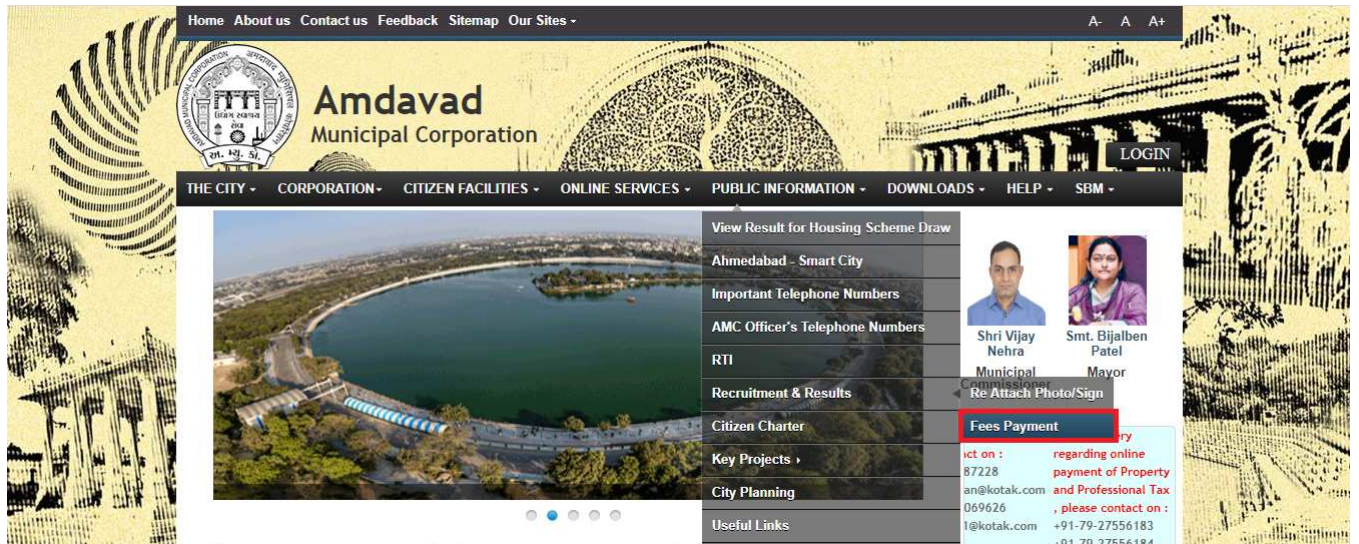 Home About us Contact us Feedback Sitemap Our Sites
A- A A+
Amdavad
Municipal Corporation
અ. મ્યુ. કો.
LOGIN
THE CITY CORPORATION CITIZEN FACILITIES ONLINE SERVICES PUBLIC INFORMATION DOWNLOADS HELP SBM
View Result for Housing Scheme Draw
Ahmedabad - Smart City
Important Telephone Numbers
AMC Officer's Telephone Numbers
RTI
Recruitment & Results
Citizen Charter
Key Projects
City Planning
Useful Links
Re Attach Photo/Sign
Fees Payment
Shri Vijay
Nehra
Municipal
Commissioner
Smt. Bijalben
Patel
Mayor
act on :
87228
an@kotak.com
069626
1@kotak.com
regarding online
payment of Property
and Professional Tax
, please contact on :
+91-79-27556183
+91-79-27556184